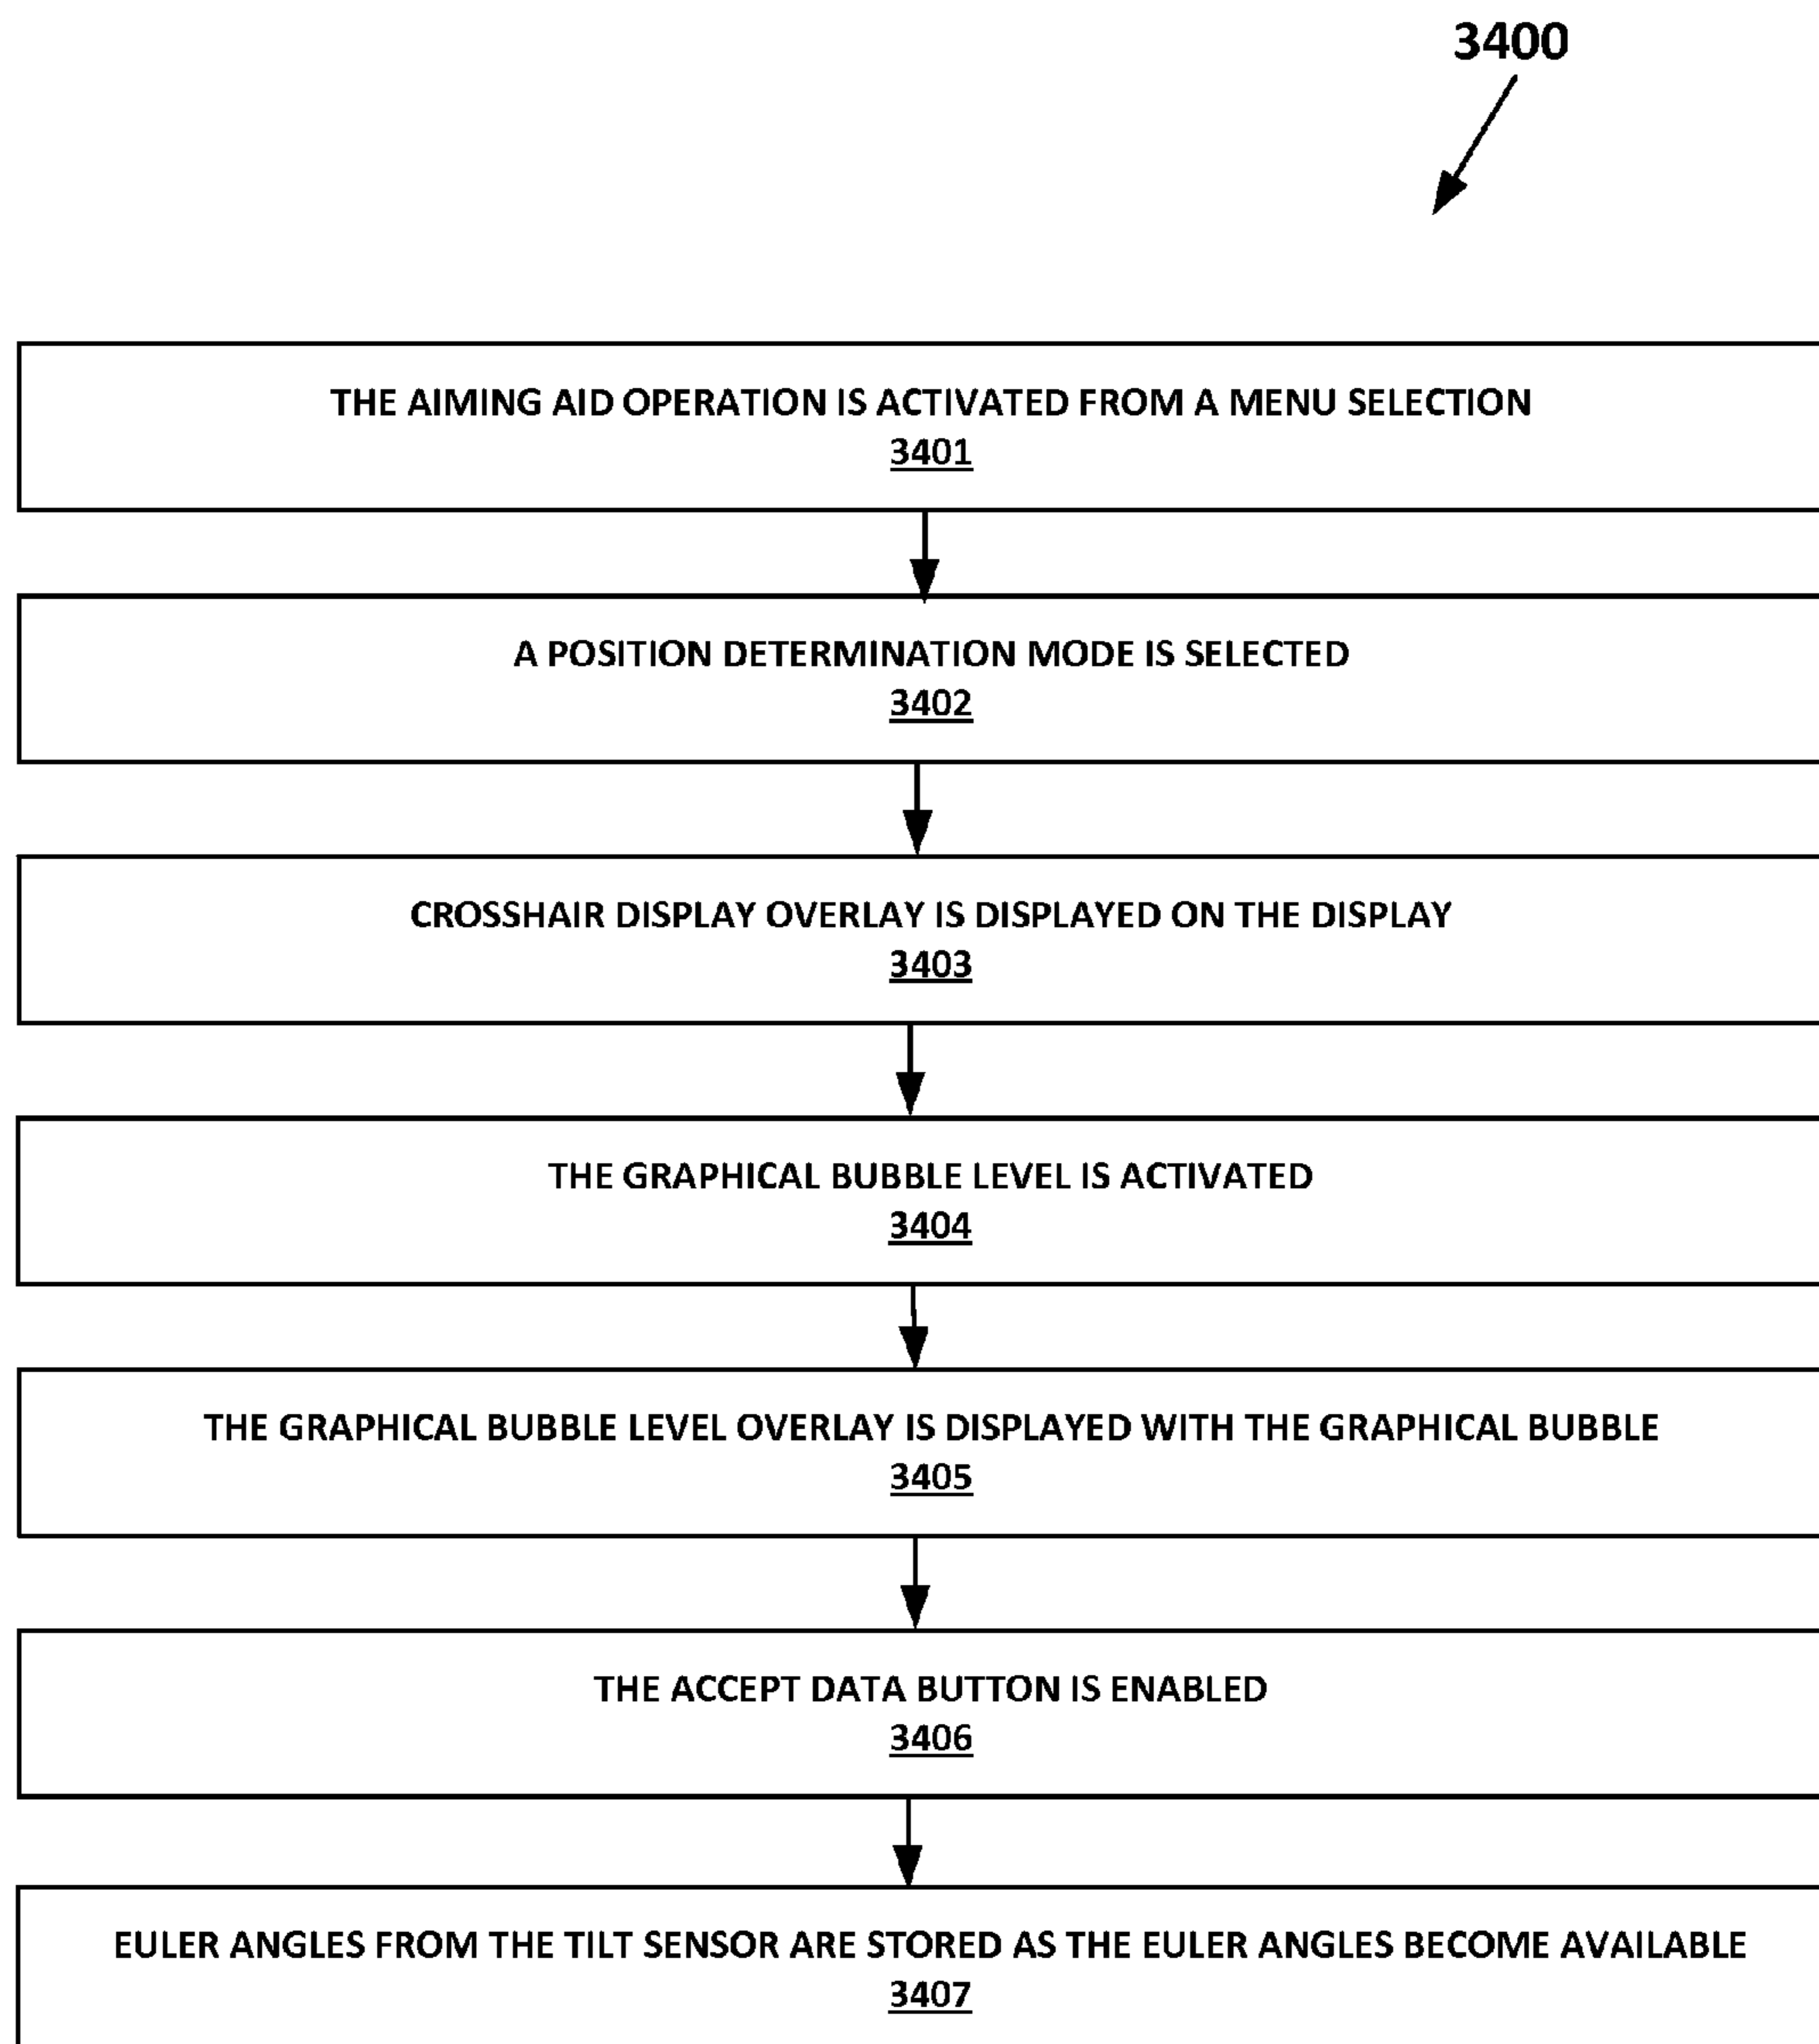 3400
THE AIMING AID OPERATION IS ACTIVATED FROM A MENU SELECTION
3401
A POSITION DETERMINATION MODE IS SELECTED
3402
CROSSHAIR DISPLAY OVERLAY IS DISPLAYED ON THE DISPLAY
3403
THE GRAPHICAL BUBBLE LEVEL IS ACTIVATED
3404
THE GRAPHICAL BUBBLE LEVEL OVERLAY IS DISPLAYED WITH THE GRAPHICAL BUBBLE
3405
THE ACCEPT DATA BUTTON IS ENABLED
3406
EULER ANGLES FROM THE TILT SENSOR ARE STORED AS THE EULER ANGLES BECOME AVAILABLE
3407